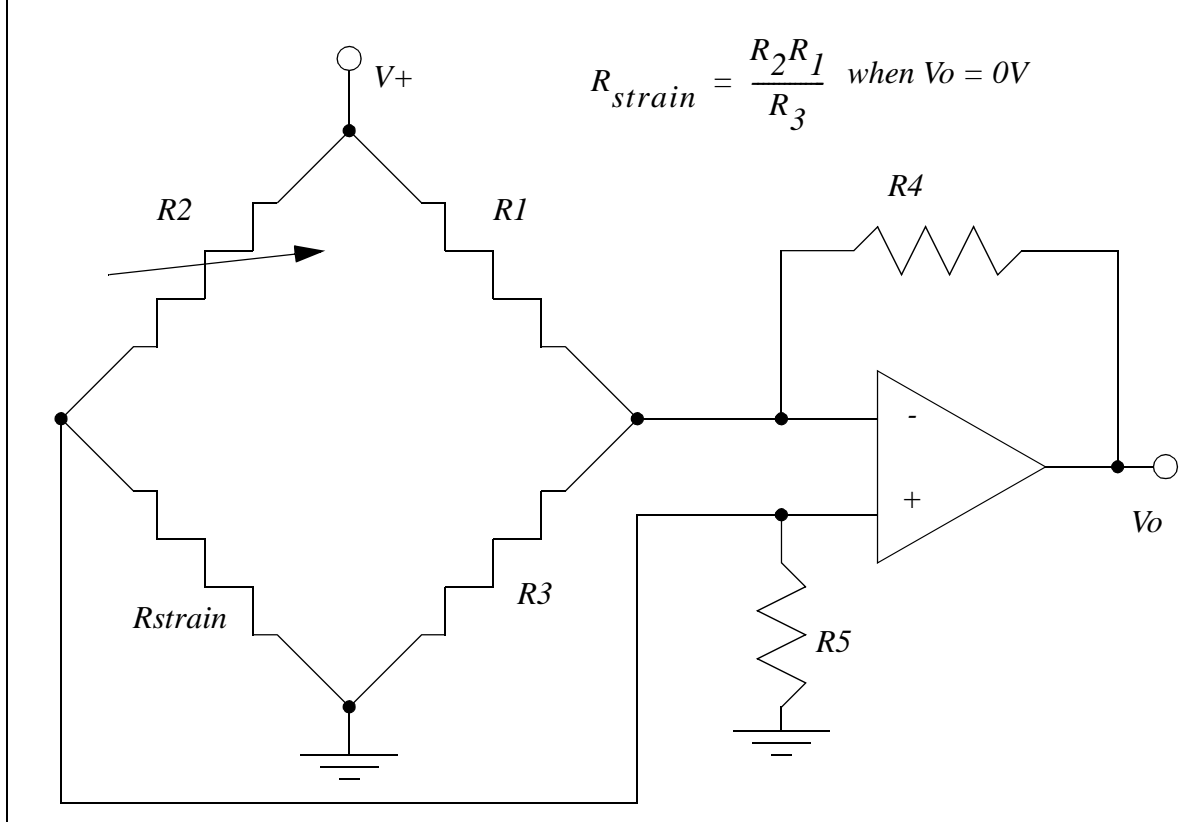 V+
R_strain = R_2R_1 / R_3 when Vo = 0V
R4
R2
R1
-
+
Vo
R3
Rstrain
R5